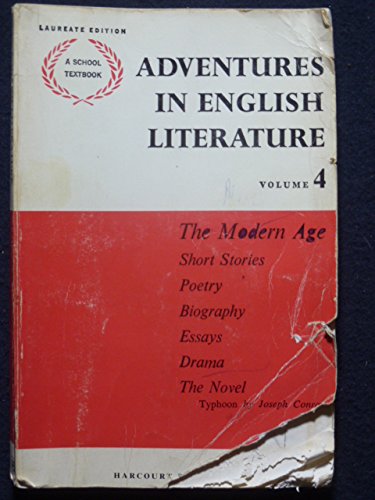 LAUREATE EDITION
A SCHOOL
TEXTBOOK
ADVENTURES
IN ENGLISH
LITERATURE
VOLUME 4
The Modern Age
Short Stories
Poetry
Biography
Essays
Drama
The Novel
Typhoon by Joseph
HARCOURT